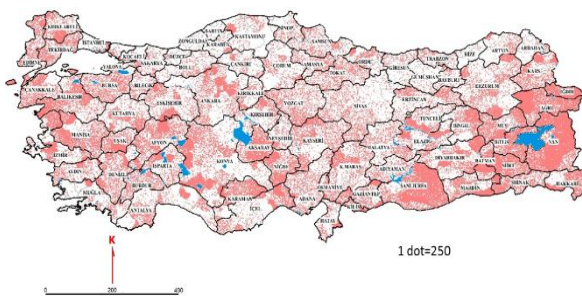 KIRKLARELİ
EDİRNE
TEKİRDAĞ
İSTANBUL
ÇANAKKALE
BALIKESİR
BURSA
YALOVA
KOCAELİ
SAKARYA
DÜZCE
BOLU
ZONGULDAK
BARTIN
KARABÜK
KASTAMONU
SİNOP
ÇANKIRI
ÇORUM
SAMSUN
AMASYA
TOKAT
ORDU
GİRESUN
GÜMÜŞHANE
TRABZON
BAYBURT
RİZE
ARTVİN
ARDAHAN
KARS
IĞDIR
AĞRI
ERZURUM
ERZİNCAN
TUNCELİ
BİNGÖL
MUŞ
BİTLİS
VAN
HAKKARİ
ŞIRNAK
SİİRT
BATMAN
MARDİN
DİYARBAKIR
ELAZIĞ
MALATYA
ADIYAMAN
ŞANLIURFA
GAZİANTEP
KİLİS
K.MARAŞ
OSMANİYE
HATAY
ADANA
İÇEL
KARAMAN
NİĞDE
KAYSERİ
NEVŞEHİR
AKSARAY
KIRŞEHİR
KIRIKKALE
YOZGAT
SİVAS
ANKARA
ESKİŞEHİR
BİLECİK
KÜTAHYA
AFYON
UŞAK
MANİSA
İZMİR
AYDIN
DENİZLİ
MUĞLA
BURDUR
ISPARTA
ANTALYA
KONYA
1 dot=250
K
0 200 400